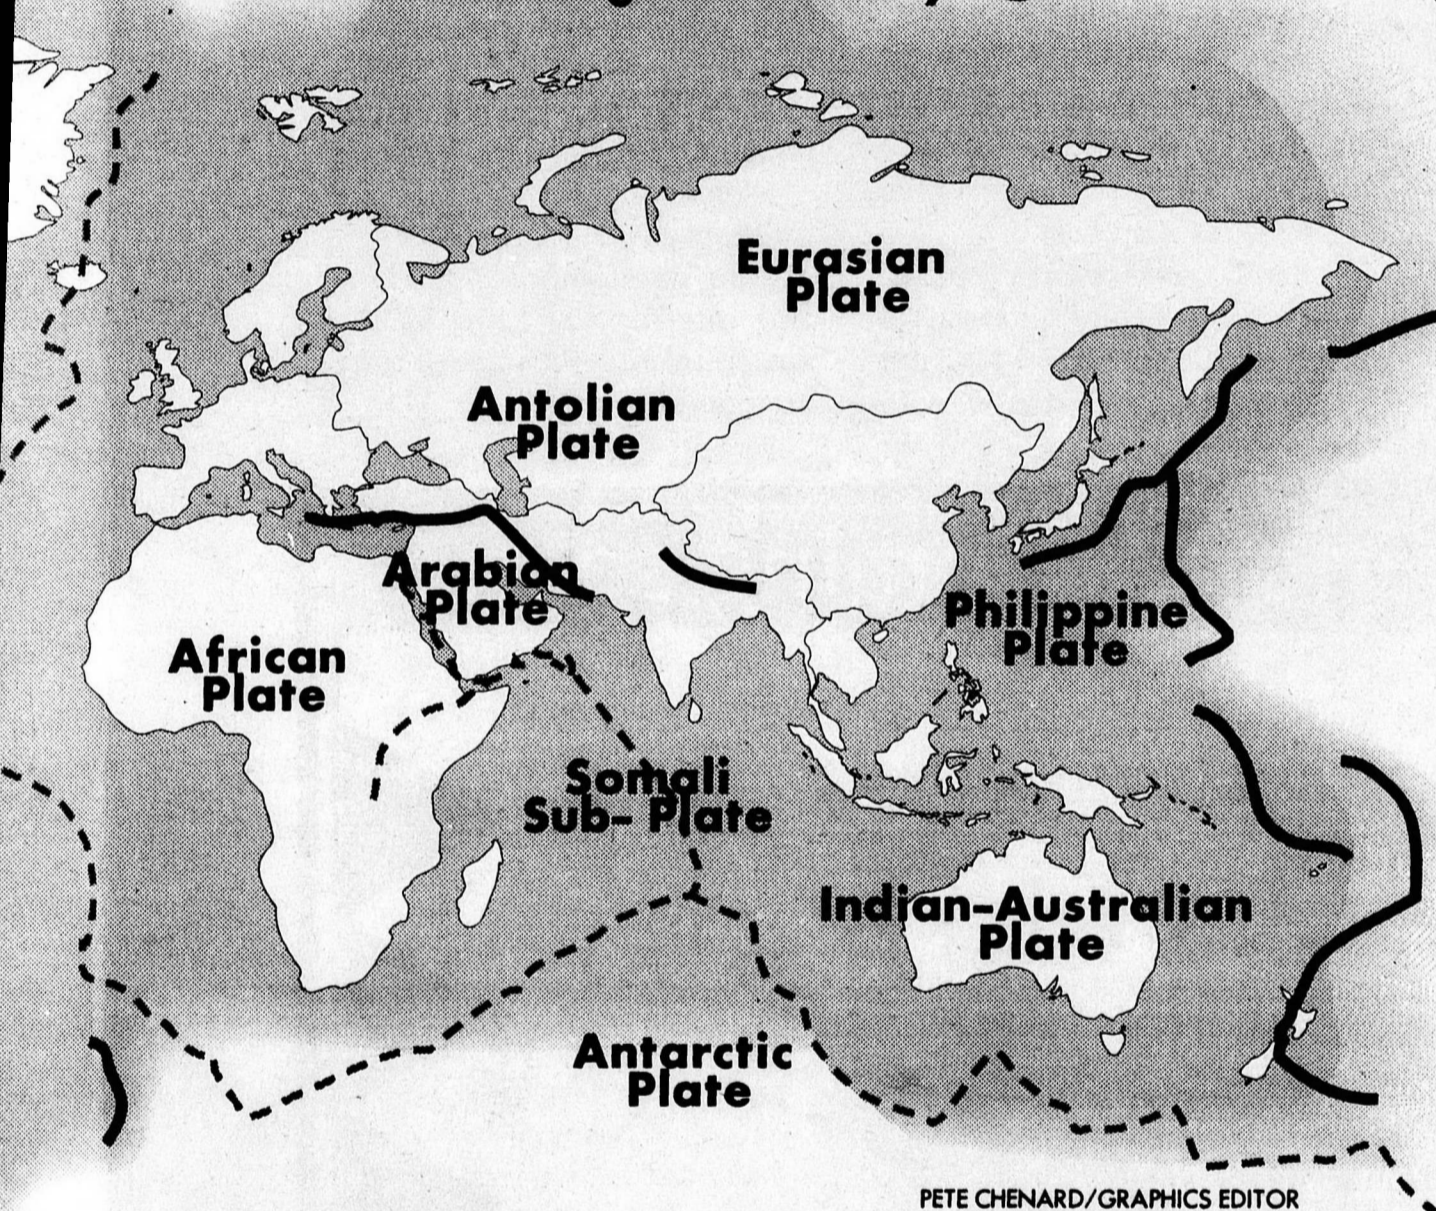 Eurasian
Plate
Antolian
Plate
Arabian
Plate
Philippine
Plate
African
Plate
Somali
Sub- Plate
Indian-Australian
Plate
Antarctic
Plate
PETE CHENARD/GRAPHICS EDITOR